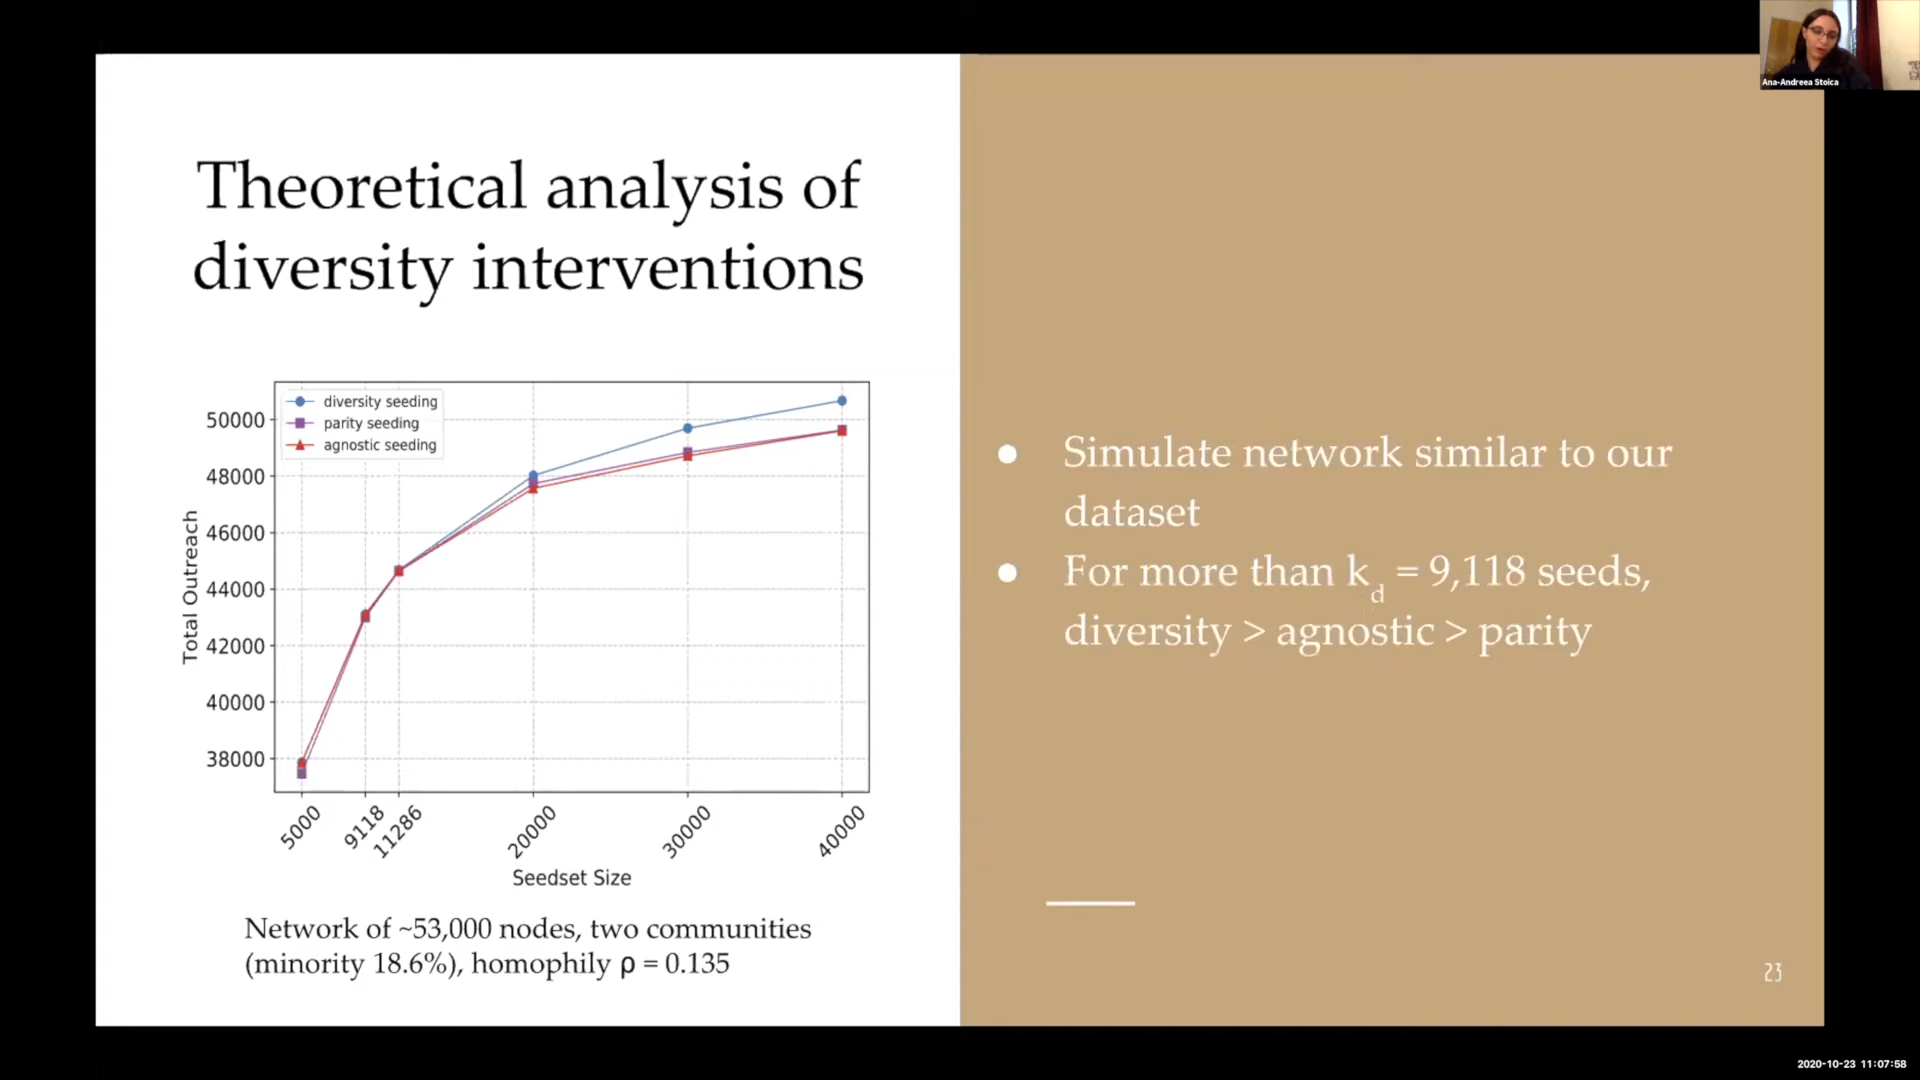 Ana-Andreea Stoica
Theoretical analysis of
diversity interventions
diversity seeding
parity seeding
agnostic seeding
50000
48000
46000
44000
42000
40000
38000
Total Outreach
5000
9118
11286
20000
30000
40000
Seedset Size
Network of ~53,000 nodes, two communities
(minority 18.6%), homophily ρ = 0.135
● Simulate network similar to our
dataset
● For more than k_d = 9,118 seeds,
diversity > agnostic > parity
23
2020-10-23 11:07:58